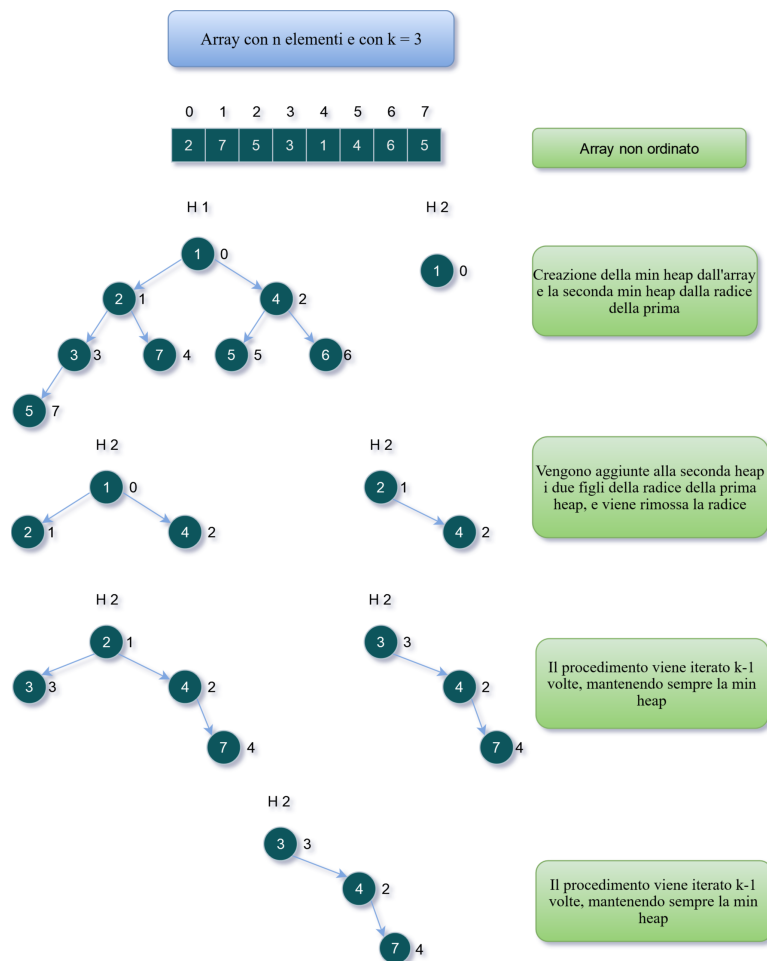 Array con n elementi e con k = 3
0 1 2 3 4 5 6 7
2 7 5 3 1 4 6 5
Array non ordinato
H 1
H 2
1 0
1 0
2 1
4 2
3 3
7 4
5 5
6 6
5 7
Creazione della min heap dall'array
e la seconda min heap dalla radice
della prima
H 2
H 2
1 0
2 1
2 1
4 2
4 2
Vengono aggiunte alla seconda heap
i due figli della radice della prima
heap, e viene rimossa la radice
H 2
H 2
2 1
3 3
3 3
4 2
4 2
7 4
7 4
Il procedimento viene iterato k-1
volte, mantenendo sempre la min
heap
H 2
3 3
4 2
7 4
Il procedimento viene iterato k-1
volte, mantenendo sempre la min
heap